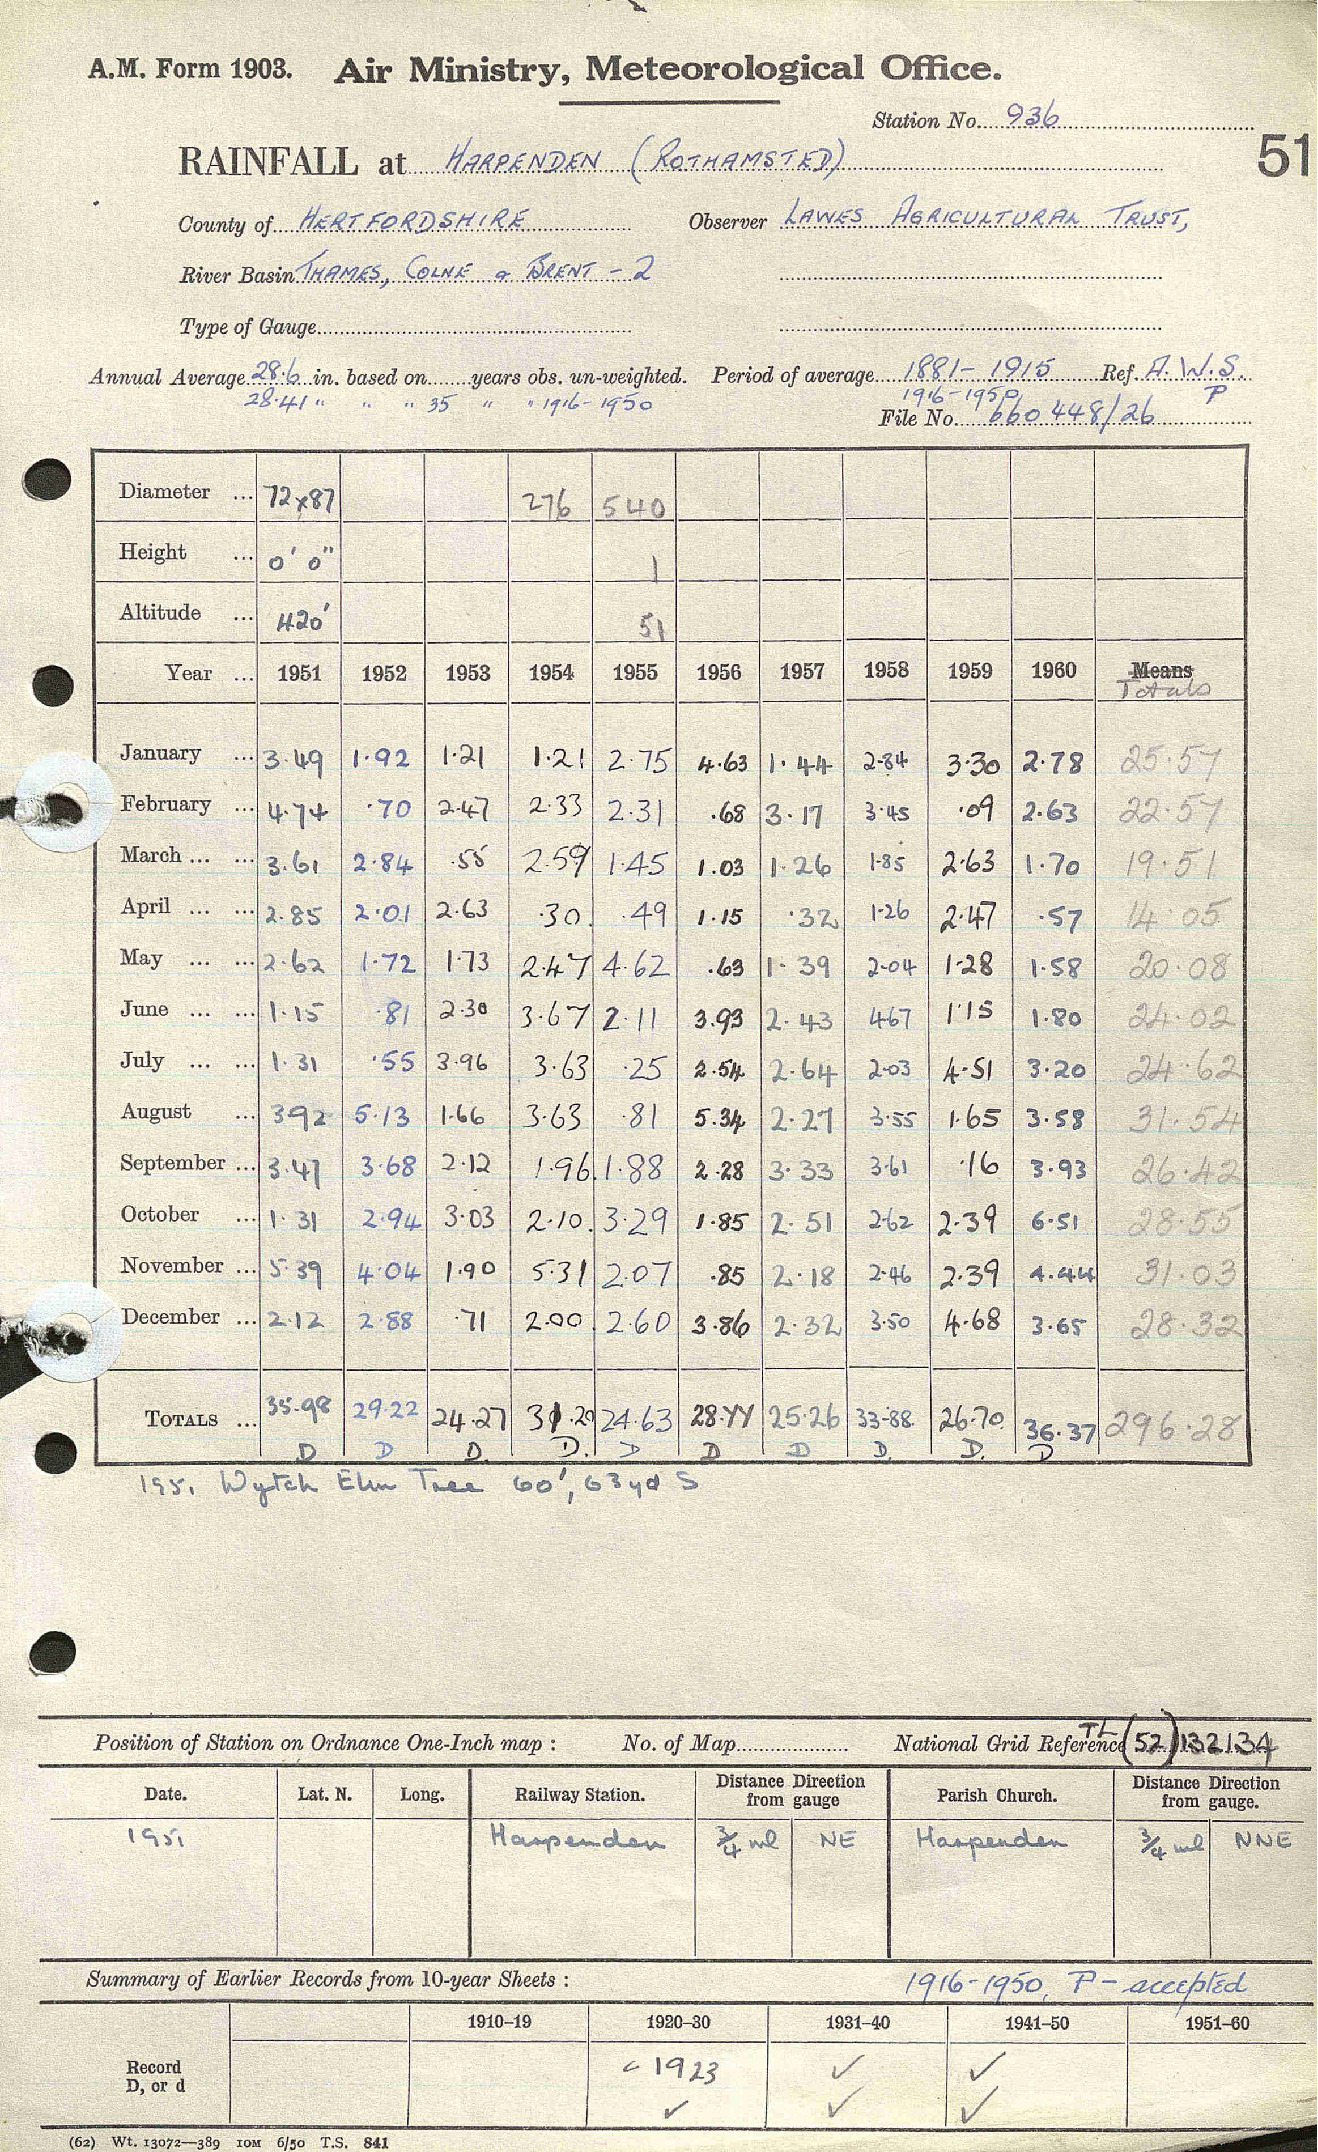 A.M. Form 1903. Air Ministry, Meteorological Office.
Station No. 936
51
RAINFALL at HARPENDEN (ROTHAMSTED)
County of HERTFORDSHIRE Observer LAWES AGRICULTURAL TRUST,
River Basin THAMES, COLNE & BRENT - 2
Type of Gauge
Annual Average 28.6 in. based on years obs. un-weighted. Period of average 1881-1915 Ref. A.W.S.
28.41 " " " 35 " " 1916-1950 1916-1950 P
File No. 660448/26
Diameter ... 72x87 276 540
Height ... 0' 0" 1
Altitude ... 420' 51
Year ... 1951 1952 1953 1954 1955 1956 1957 1958 1959 1960 Means
Totals
January ... 3.49 1.92 1.21 1.21 2.75 4.63 1.44 2.84 3.30 2.78 25.57
February ... 4.74 .70 2.47 2.33 2.31 .68 3.17 3.45 .09 2.63 22.57
March ... ... 3.61 2.84 .55 2.59 1.45 1.03 1.26 1.85 2.63 1.70 19.51
April ... ... 2.85 2.01 2.63 .30 .49 1.15 .32 1.26 2.47 .57 14.05
May ... ... 2.62 1.72 1.73 2.47 4.62 .63 1.39 2.04 1.28 1.58 20.08
June ... ... 1.15 .81 2.30 3.67 2.11 3.93 2.43 4.67 1.15 1.80 24.02
July ... ... 1.31 .55 3.96 3.63 .25 2.54 2.64 2.03 4.51 3.20 24.62
August ... 3.92 5.13 1.66 3.63 .81 5.34 2.27 3.55 1.65 3.58 31.54
September ... 3.47 3.68 2.12 1.96 1.88 2.28 3.33 3.61 .16 3.93 26.42
October ... 1.31 2.94 3.03 2.10 3.29 1.85 2.51 2.62 2.39 6.51 28.55
November ... 5.39 4.04 1.90 5.31 2.07 .85 2.18 2.46 2.39 4.44 31.03
December ... 2.12 2.88 .71 2.00 2.60 3.86 2.32 3.50 4.68 3.65 28.32
TOTALS ... 35.98 29.22 24.27 31.20 24.63 28.77 25.26 33.88 26.70 36.37 296.28
D D D. D. D D D D. D. D
1951 Wytch Elm Tree 60', 63yd S
Position of Station on Ordnance One-Inch map : No. of Map National Grid Reference TL (52) 132134
Date. Lat. N. Long. Railway Station. Distance Direction from gauge Parish Church. Distance Direction from gauge.
1951 Harpenden 3/4 ml NE Harpenden 3/4 ml NNE
Summary of Earlier Records from 10-year Sheets : 1916-1950, P - accepted
1910–19 1920–30 1931–40 1941–50 1951–60
Record 1923 ✓ ✓
D, or d ✓ ✓ ✓
(62) Wt. 13072—389 10M 6/50 T.S. 841